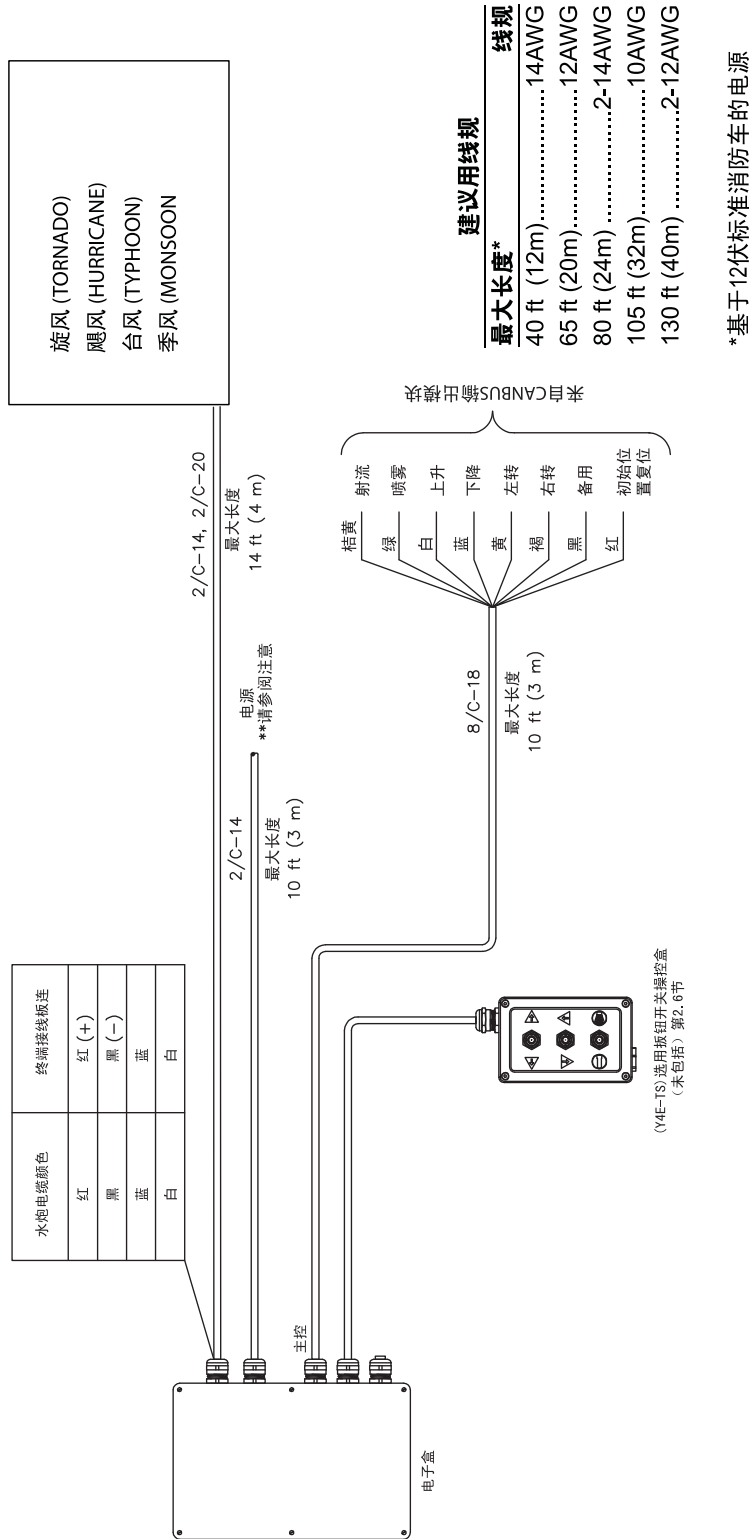 水炮电缆颜色 终端接线板连
红 红 (+)
黑 黑 (-)
蓝 蓝
白 白
旋风 (TORNADO)
飓风 (HURRICANE)
台风 (TYPHOON)
季风 (MONSOON
2/C-14, 2/C-20
最大长度
14 ft (4 m)
电源
**请参阅注意
2/C-14
最大长度
10 ft (3 m)
主控
电子盒
8/C-18
最大长度
10 ft (3 m)
桔黄 射流
绿 喷雾
白 上升
蓝 下降
黄 左转
褐 右转
黑 备用
红 初始位
置复位
来自CANBUS输出模块
(Y4E-TS)选用扳钮开关操控盒
(未包括) 第2.6节
建议用线规
最大长度* 线规
40 ft (12m)..................14AWG
65 ft (20m)..................12AWG
80 ft (24m)...............2-14AWG
105 ft (32m)................10AWG
130 ft (40m) .............2-12AWG
*基于12伏标准消防车的电源